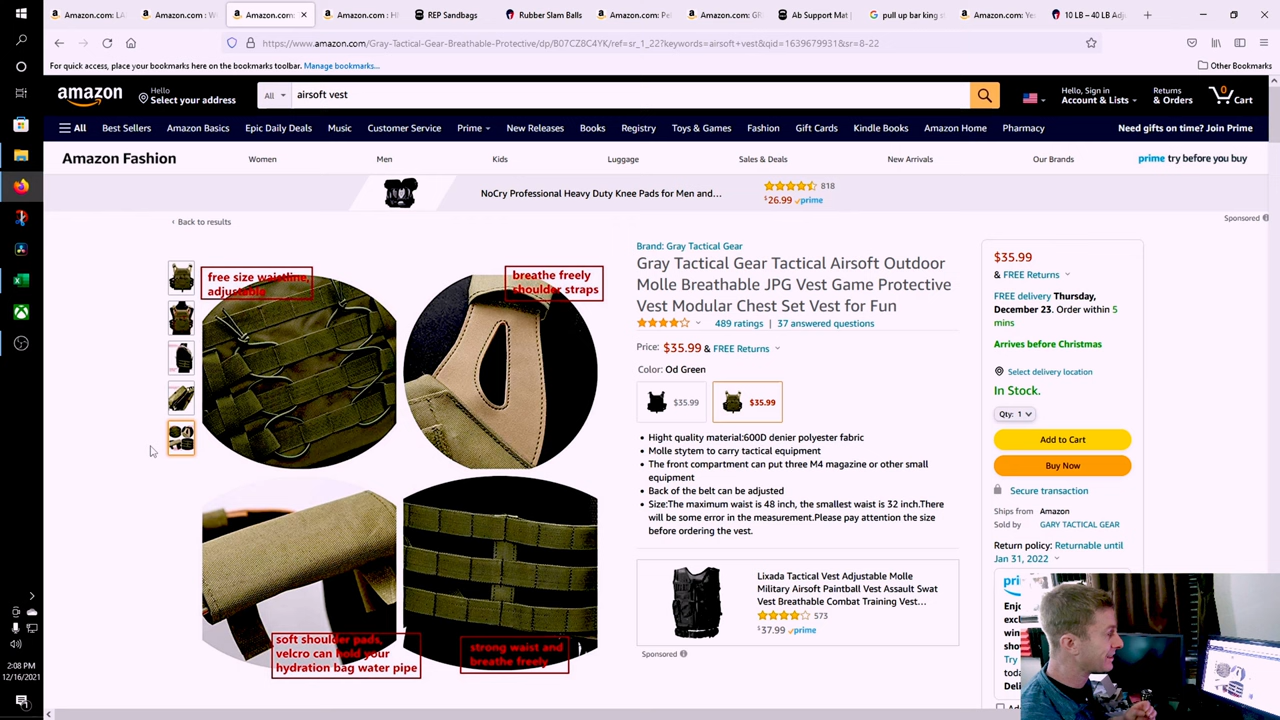 Amazon.com: LA
Amazon.com : W
Amazon.com:
Amazon.com : HE
REP Sandbags
Rubber Slam Balls
Amazon.com: Pe
Amazon.com: GR
Ab Support Mat |
pull up bar king s
Amazon.com: Yes
10 LB – 40 LB Adj
https://www.amazon.com/Gray-Tactical-Gear-Breathable-Protective/dp/B07CZ8C4YK/ref=sr_1_22?keywords=airsoft+vest&qid=1639679931&sr=8-22
For quick access, place your bookmarks here on the bookmarks toolbar. Manage bookmarks...
Other Bookmarks
amazon
Hello
Select your address
All
airsoft vest
Hello, Sign in
Account & Lists
Returns
& Orders
0
Cart
All
Best Sellers
Amazon Basics
Epic Daily Deals
Music
Customer Service
Prime
New Releases
Books
Registry
Toys & Games
Fashion
Gift Cards
Kindle Books
Amazon Home
Pharmacy
Need gifts on time? Join Prime
Amazon Fashion
Women
Men
Kids
Luggage
Sales & Deals
New Arrivals
Our Brands
prime try before you buy
NoCry Professional Heavy Duty Knee Pads for Men and...
818
$26.99 prime
‹ Back to results
Sponsored
free size waistline,
adjustable
breathe freely
shoulder straps
soft shoulder pads,
velcro can hold your
hydration bag water pipe
strong waist and
breathe freely
Brand: Gray Tactical Gear
Gray Tactical Gear Tactical Airsoft Outdoor
Molle Breathable JPG Vest Game Protective
Vest Modular Chest Set Vest for Fun
489 ratings | 37 answered questions
Price: $35.99 & FREE Returns
Color: Od Green
$35.99
$35.99
Hight quality material:600D denier polyester fabric
Molle stytem to carry tactical equipment
The front compartment can put three M4 magazine or other small
equipment
Back of the belt can be adjusted
Size:The maximum waist is 48 inch, the smallest waist is 32 inch.There
will be some error in the measurement.Please pay attention the size
before ordering the vest.
Lixada Tactical Vest Adjustable Molle
Military Airsoft Paintball Vest Assault Swat
Vest Breathable Combat Training Vest...
573
$37.99 prime
Sponsored
$35.99
& FREE Returns
FREE delivery Thursday,
December 23. Order within 5
mins
Arrives before Christmas
Select delivery location
In Stock.
Qty: 1
Add to Cart
Buy Now
Secure transaction
Ships from Amazon
Sold by GARY TACTICAL GEAR
Return policy: Returnable until
Jan 31, 2022
Enjoy
Try
2:08 PM
12/16/2021